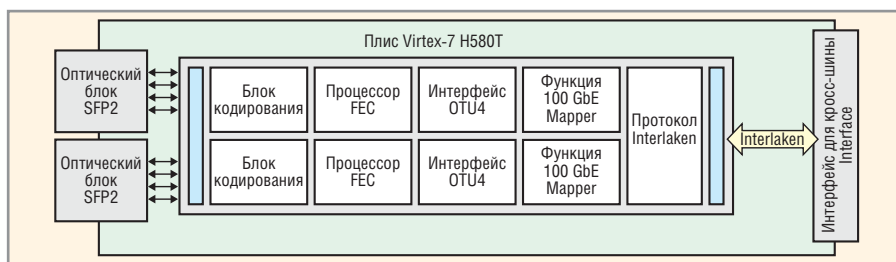 Плис Virtex-7 H580T
Оптический
блок
SFP2
Оптический
блок
SFP2
Блок
кодирования
Процессор
FEC
Интерфейс
OTU4
Функция
100 GbE
Mapper
Блок
кодирования
Процессор
FEC
Интерфейс
OTU4
Функция
100 GbE
Mapper
Протокол
Interlaken
Interlaken
Интерфейс для кросс-шины
Interface